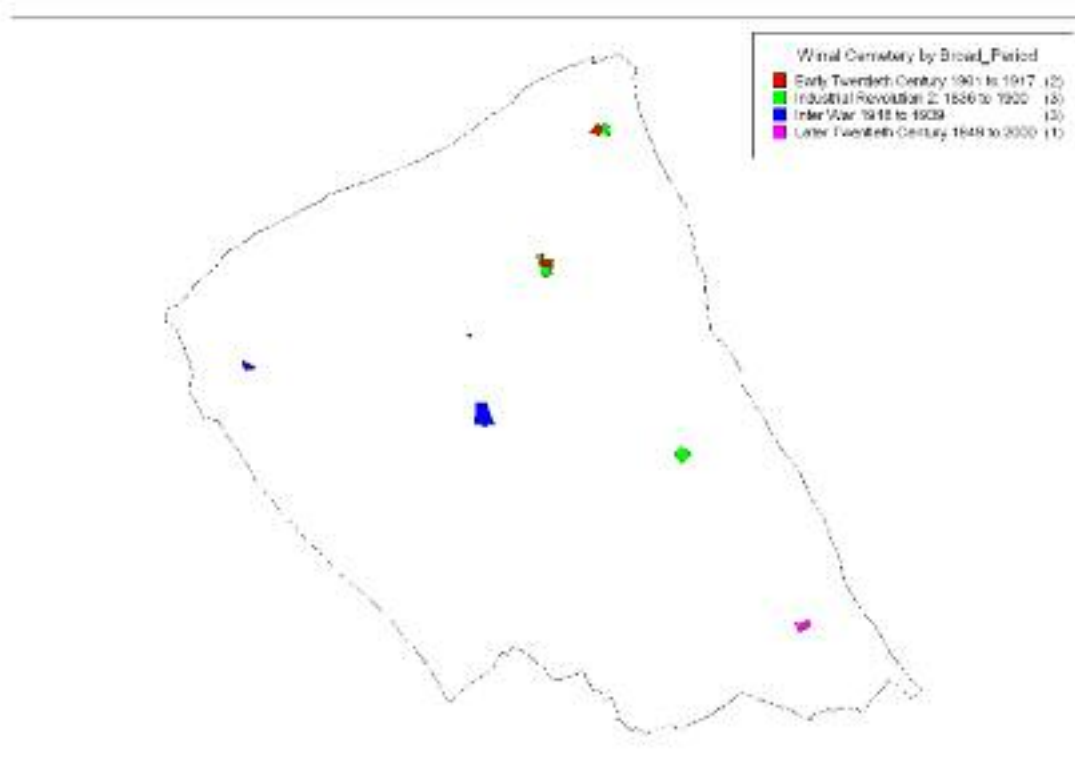 Wirral Cemetery by Broad_Period
Early Twentieth Century 1901 to 1917 (2)
Industrial Revolution 2: 1836 to 1900 (3)
Inter War 1918 to 1939 (3)
Later Twentieth Century 1949 to 2000 (1)